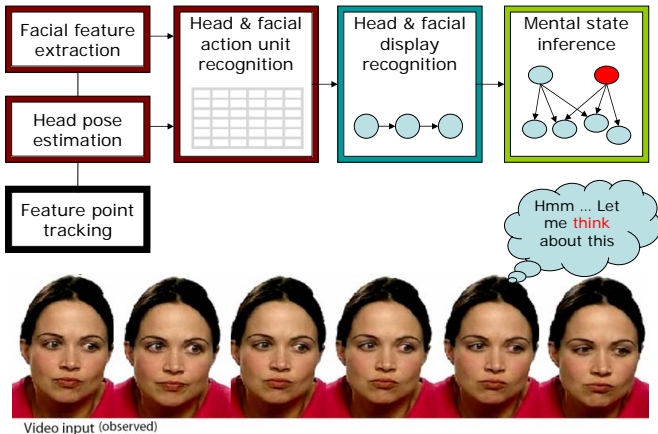 Facial feature
extraction
Head & facial
action unit
recognition
Head & facial
display
recognition
Mental state
inference
Head pose
estimation
Feature point
tracking
Hmm ... Let
me think
about this
Video input (observed)